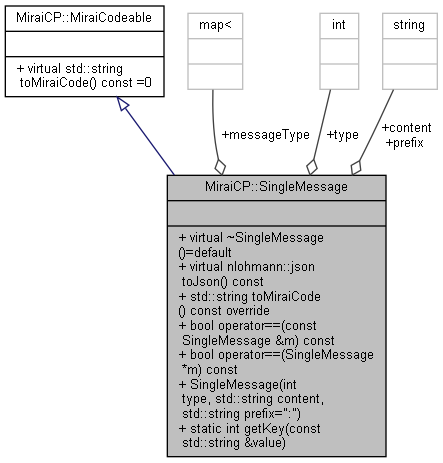 MiraiCP::MiraiCodeable
+ virtual std::string
toMiraiCode() const =0
map<
int
string
+messageType
+type
+content
+prefix
MiraiCP::SingleMessage
+ virtual ~SingleMessage
()=default
+ virtual nlohmann::json
toJson() const
+ std::string toMiraiCode
() const override
+ bool operator==(const
SingleMessage &m) const
+ bool operator==(SingleMessage
*m) const
+ SingleMessage(int
type, std::string content,
std::string prefix=":")
+ static int getKey(const
std::string &value)